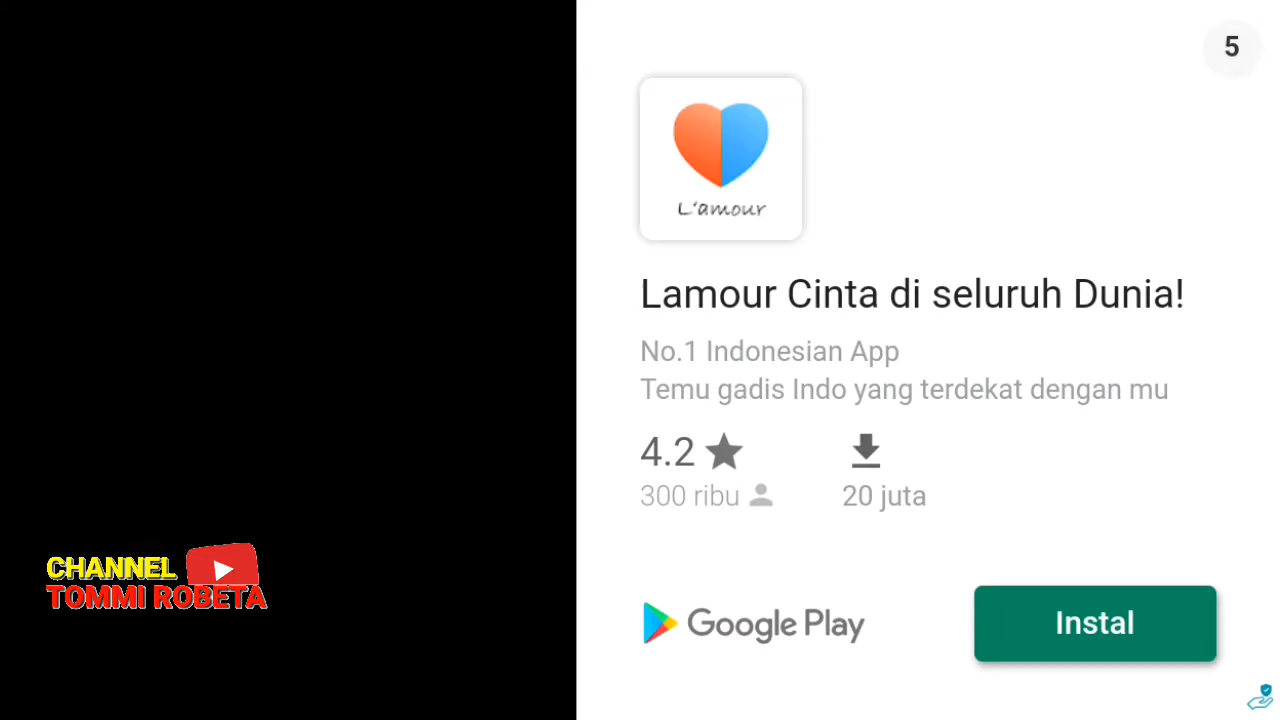 5
L'amour
Lamour Cinta di seluruh Dunia!
No.1 Indonesian App
Temu gadis Indo yang terdekat dengan mu
4.2
300 ribu
20 juta
CHANNEL
TOMMI ROBETA
Google Play
Instal